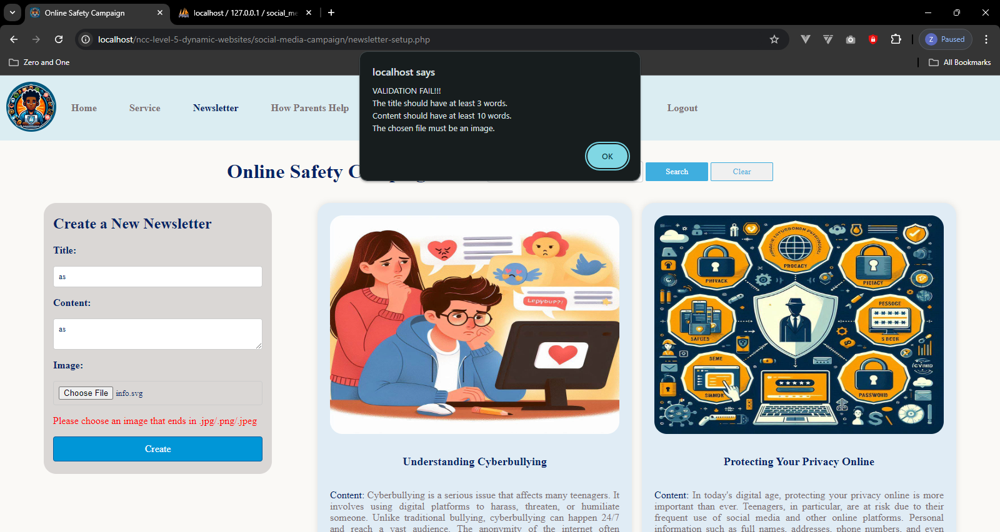 Online Safety Campaign
localhost / 127.0.0.1 / social_me
localhost/ncc-level-5-dynamic-websites/social-media-campaign/newsletter-setup.php
Z Paused
Zero and One
All Bookmarks
localhost says
VALIDATION FAIL!!!
The title should have at least 3 words.
Content should have at least 10 words.
The chosen file must be an image.
OK
Home Service Newsletter How Parents Help Logout
Online Safety C
Search Clear
Create a New Newsletter
Title:
as
Content:
as
Image:
Choose File info.svg
Please choose an image that ends in .jpg/.png/.jpeg
Create
PROCACY
PHIVACK
PIGIACY
PESSOCE
SAFUES
SBCOR
SEME
SIAMDR
PASSWOHID
Understanding Cyberbullying
Content: Cyberbullying is a serious issue that affects many teenagers. It
involves using digital platforms to harass, threaten, or humiliate
someone. Unlike traditional bullying, cyberbullying can happen 24/7
and reach a vast audience. The anonymity of the internet often
Protecting Your Privacy Online
Content: In today's digital age, protecting your privacy online is more
important than ever. Teenagers, in particular, are at risk due to their
frequent use of social media and other online platforms. Personal
information such as full names, addresses, phone numbers, and even